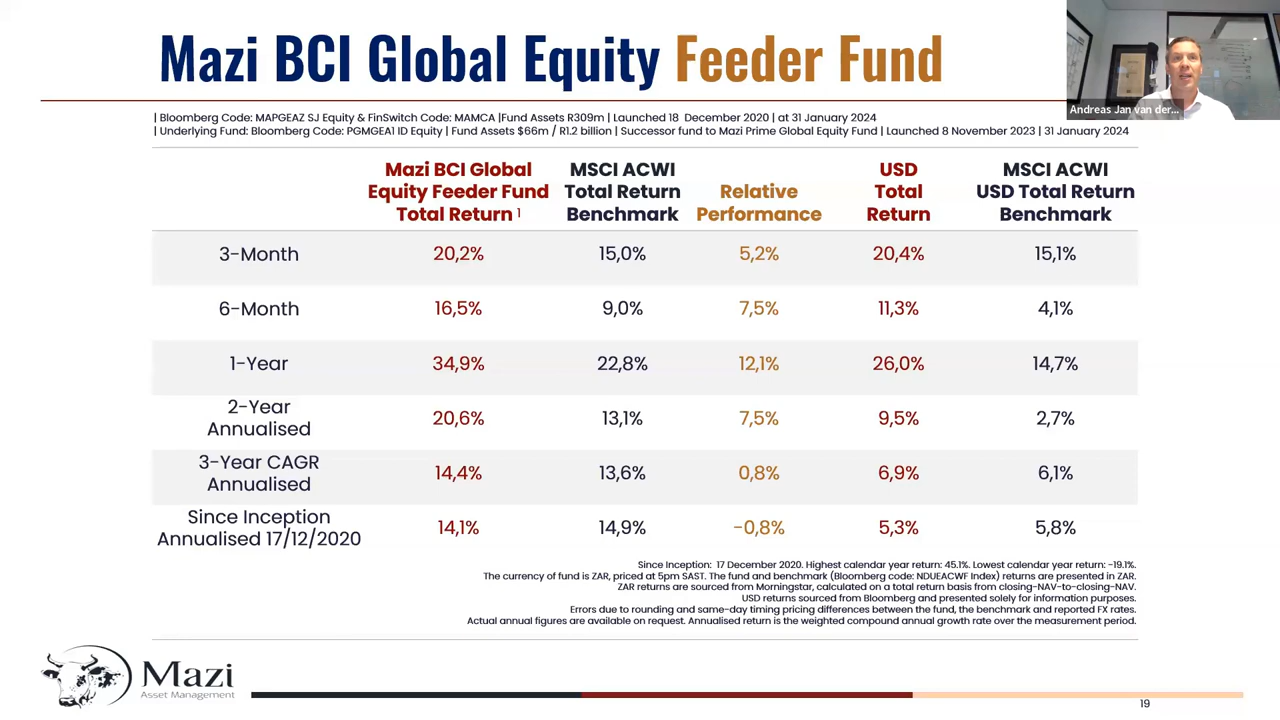 Mazi BCI Global Equity Feeder Fund
Andreas Jan van der...
| Bloomberg Code: MAPGEAZ SJ Equity & FinSwitch Code: MAMCA |Fund Assets R309m | Launched 18 December 2020 | at 31 January 2024
| Underlying Fund: Bloomberg Code: PGMGEA1 ID Equity | Fund Assets $66m / R1.2 billion | Successor fund to Mazi Prime Global Equity Fund | Launched 8 November 2023 | 31 January 2024
Mazi BCI Global Equity Feeder Fund Total Return ¹ MSCI ACWI Total Return Benchmark Relative Performance USD Total Return MSCI ACWI USD Total Return Benchmark
3-Month 20,2% 15,0% 5,2% 20,4% 15,1%
6-Month 16,5% 9,0% 7,5% 11,3% 4,1%
1-Year 34,9% 22,8% 12,1% 26,0% 14,7%
2-Year Annualised 20,6% 13,1% 7,5% 9,5% 2,7%
3-Year CAGR Annualised 14,4% 13,6% 0,8% 6,9% 6,1%
Since Inception Annualised 17/12/2020 14,1% 14,9% -0,8% 5,3% 5,8%
Since Inception: 17 December 2020. Highest calendar year return: 45.1%. Lowest calendar year return: -19.1%.
The currency of fund is ZAR, priced at 5pm SAST. The fund and benchmark (Bloomberg code: NDUEACWF Index) returns are presented in ZAR.
ZAR returns are sourced from Morningstar, calculated on a total return basis from closing-NAV-to-closing-NAV.
USD returns sourced from Bloomberg and presented solely for information purposes.
Errors due to rounding and same-day timing pricing differences between the fund, the benchmark and reported FX rates.
Actual annual figures are available on request. Annualised return is the weighted compound annual growth rate over the measurement period.
Mazi
Asset Management
19